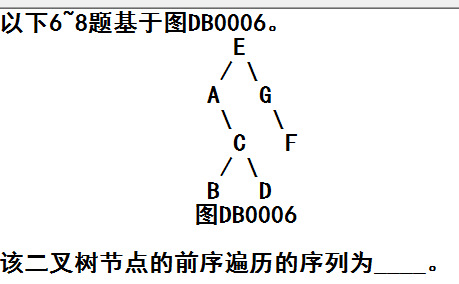 以下6~8题基于图DB0006。
E
/ \
A G
\ \
C F
/ \
B D
图DB0006
该二叉树节点的前序遍历的序列为____。